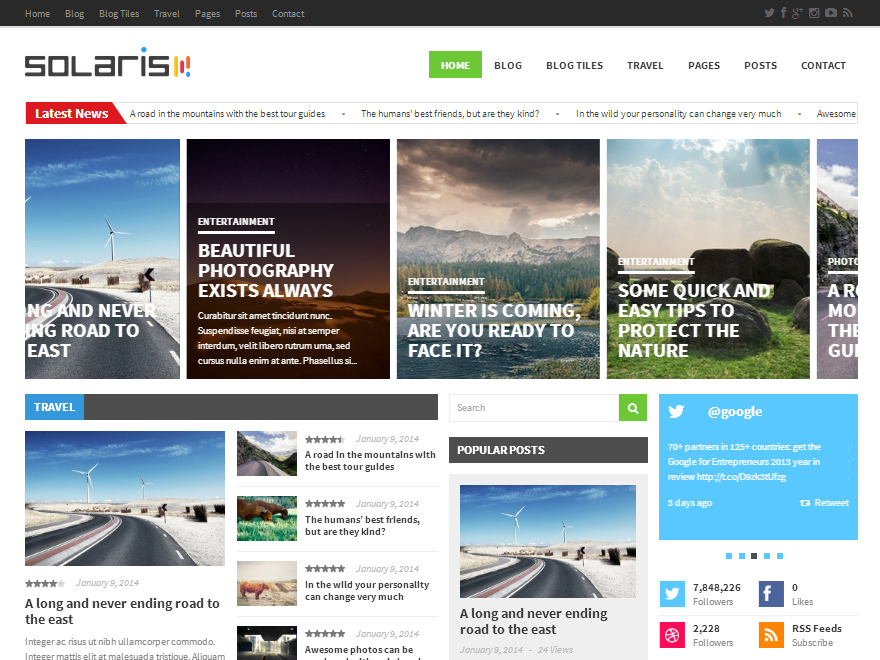 Home Blog Blog Tiles Travel Pages Posts Contact
SOLARIS
HOME BLOG BLOG TILES TRAVEL PAGES POSTS CONTACT
Latest News A road in the mountains with the best tour guides • The humans' best friends, but are they kind? • In the wild your personality can change very much • Awesome
NG AND NEVER
NG ROAD TO `
EAST
ENTERTAINMENT
BEAUTIFUL
PHOTOGRAPHY
EXISTS ALWAYS
Curabitur sit amet tincidunt nunc.
Suspendisse feugiat, nisi at semper
interdum, velit libero rutrum urna, sed
cursus nulla enim at ante. Phasellus si...
ENTERTAINMENT
WINTER IS COMING,
ARE YOU READY TO
FACE IT?
ENTERTAINMENT
SOME QUICK AND
EASY TIPS TO
PROTECT THE
NATURE
PHOTO
A RO
MO
THE
GUI
TRAVEL
January 9, 2014
A long and never ending road to
the east
Integer ac risus ut nibh ullamcorper commodo.
Integer mattis elit at malesuada tristique. Aliquam
January 9, 2014
A road in the mountains with
the best tour guides
January 9, 2014
The humans' best friends,
but are they kind?
January 9, 2014
In the wild your personality
can change very much
January 9, 2014
Awesome photos can be
Search
POPULAR POSTS
A long and never ending
road to the east
January 9, 2014 - 24 Views
@google
70+ partners in 125+ countries: get the
Google for Entrepreneurs 2013 year in
review http://t.co/D9zk3tUfzg
3 days ago Retweet
7,848,226
Followers
0
Likes
2,228
Followers
RSS Feeds
Subscribe